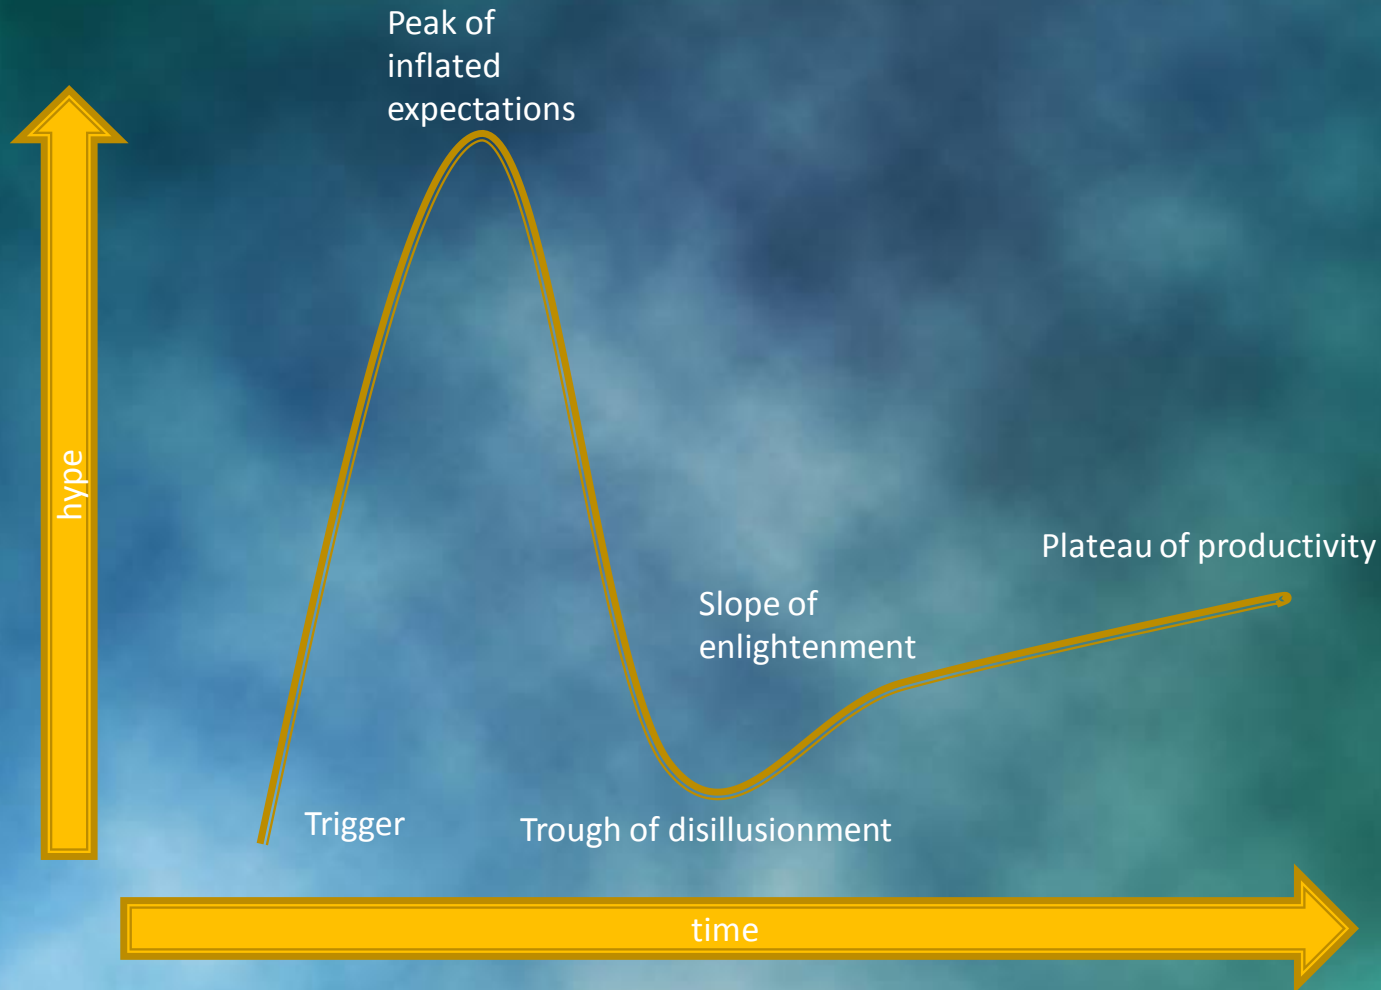 Peak of
inflated
expectations
hype
Plateau of productivity
Slope of
enlightenment
Trigger
Trough of disillusionment
time